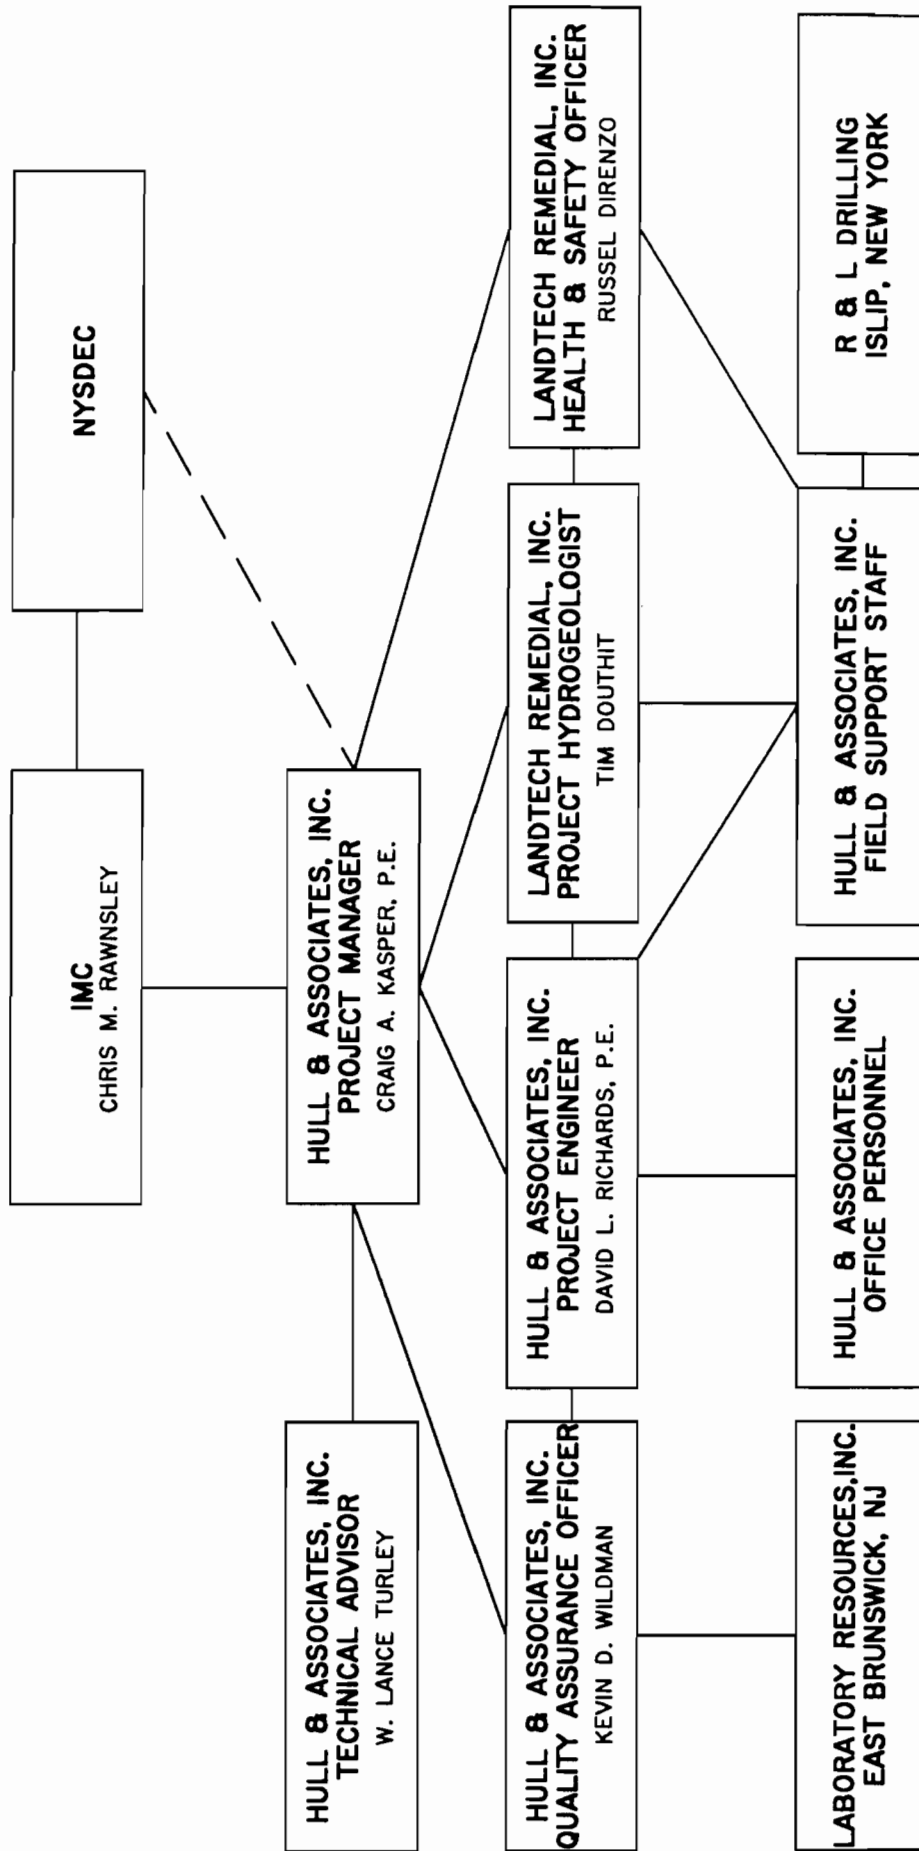 IMC
CHRIS M. RAWNSLEY
NYSDEC
HULL & ASSOCIATES, INC.
TECHNICAL ADVISOR
W. LANCE TURLEY
HULL & ASSOCIATES, INC.
PROJECT MANAGER
CRAIG A. KASPER, P.E.
HULL & ASSOCIATES, INC.
QUALITY ASSURANCE OFFICER
KEVIN D. WILDMAN
HULL & ASSOCIATES, INC.
PROJECT ENGINEER
DAVID L. RICHARDS, P.E.
LANDTECH REMEDIAL, INC.
PROJECT HYDROGEOLOGIST
TIM DOUTHIT
LANDTECH REMEDIAL, INC.
HEALTH & SAFETY OFFICER
RUSSEL DIRENZO
LABORATORY RESOURCES,INC.
EAST BRUNSWICK, NJ
HULL & ASSOCIATES, INC.
OFFICE PERSONNEL
HULL & ASSOCIATES, INC.
FIELD SUPPORT STAFF
R & L DRILLING
ISLIP, NEW YORK